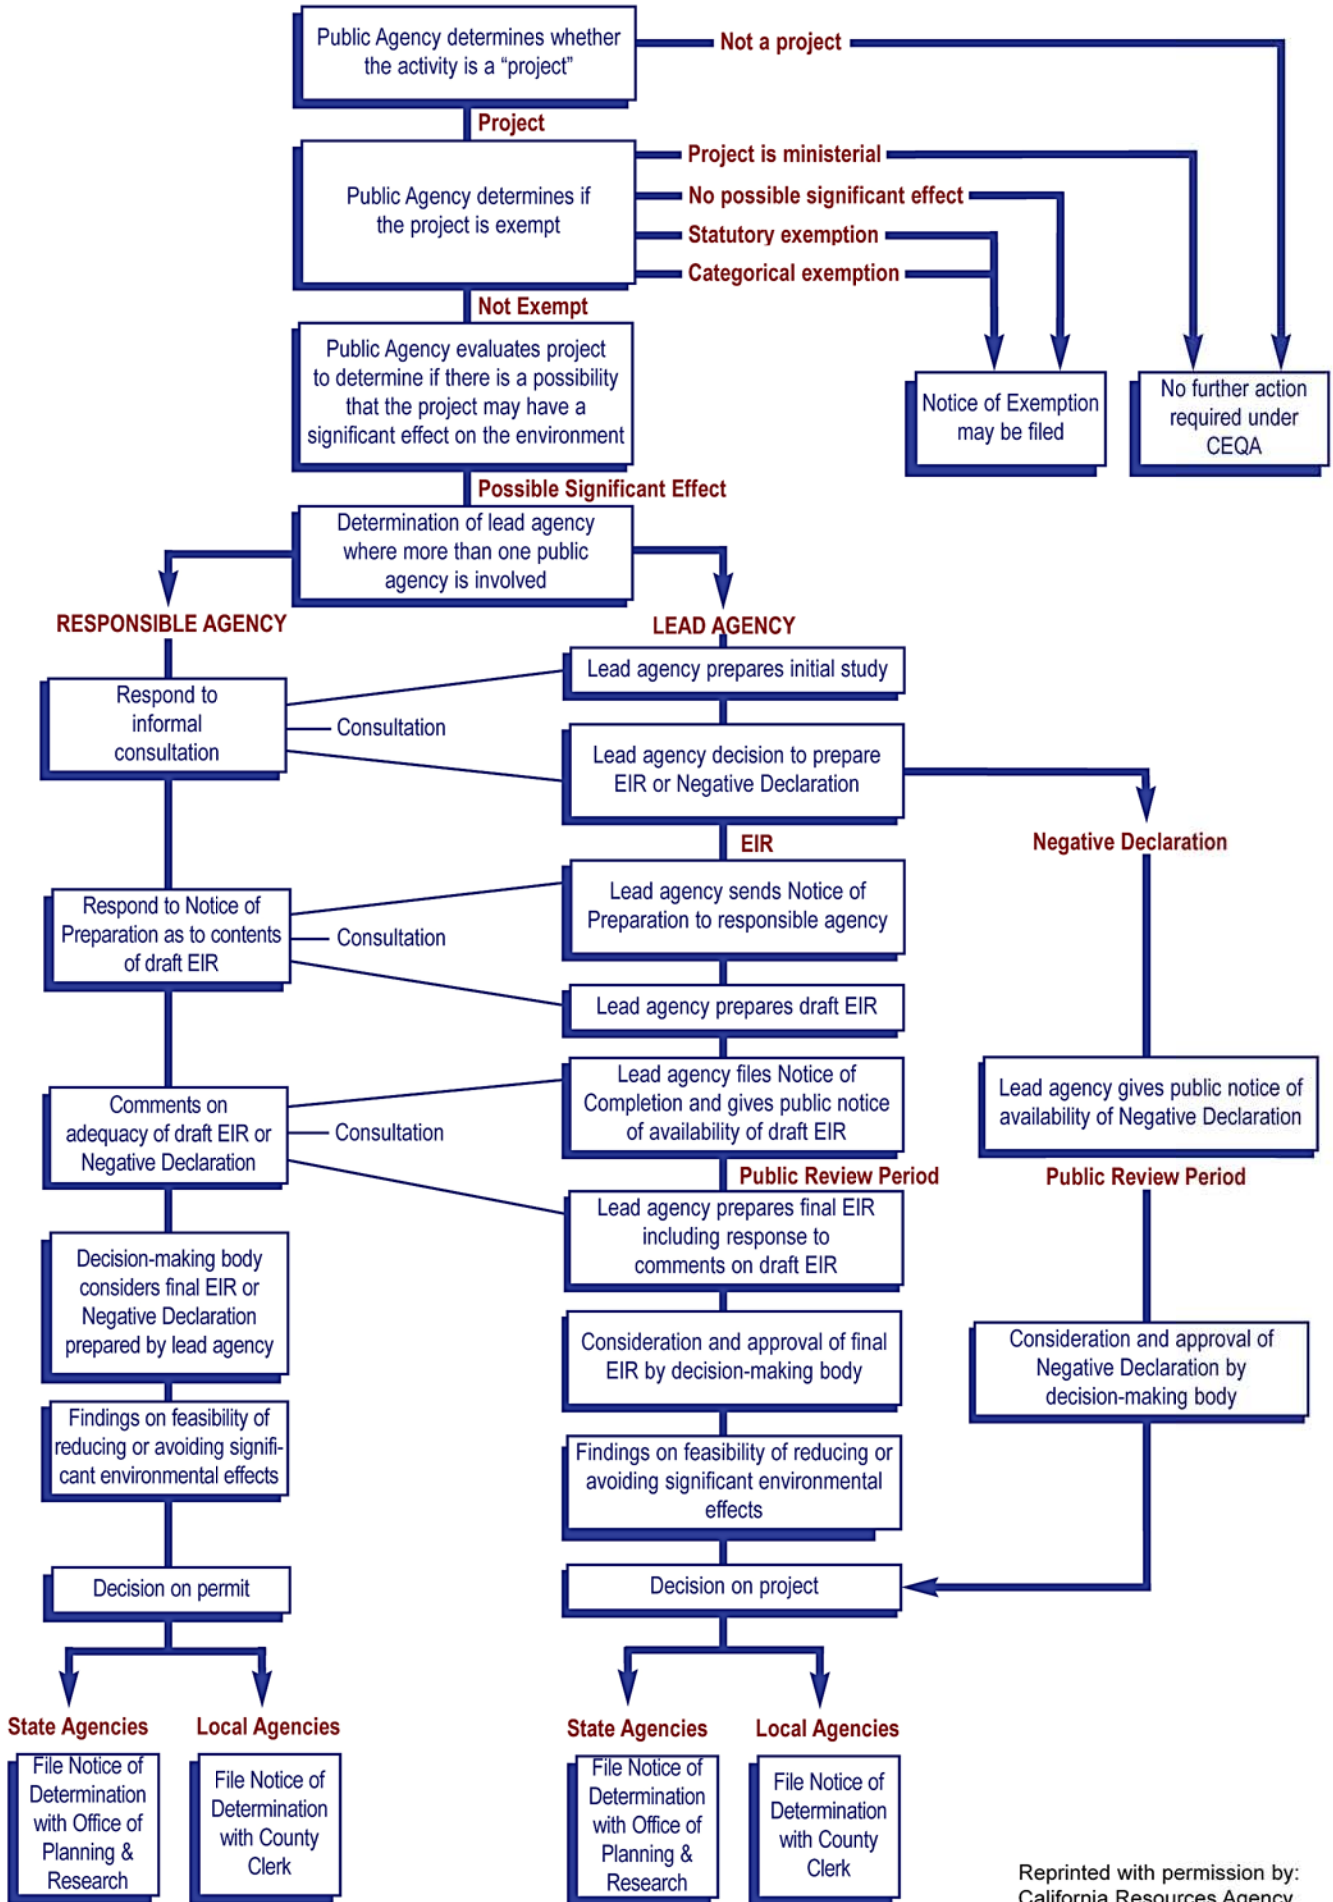 Public Agency determines whether
the activity is a “project”
Not a project
Project
Public Agency determines if
the project is exempt
Project is ministerial
No possible significant effect
Statutory exemption
Categorical exemption
Not Exempt
Public Agency evaluates project
to determine if there is a possibility
that the project may have a
significant effect on the environment
Notice of Exemption
may be filed
No further action
required under
CEQA
Possible Significant Effect
Determination of lead agency
where more than one public
agency is involved
RESPONSIBLE AGENCY
LEAD AGENCY
Respond to
informal
consultation
Consultation
Lead agency prepares initial study
Lead agency decision to prepare
EIR or Negative Declaration
EIR
Negative Declaration
Respond to Notice of
Preparation as to contents
of draft EIR
Consultation
Lead agency sends Notice of
Preparation to responsible agency
Lead agency prepares draft EIR
Comments on
adequacy of draft EIR or
Negative Declaration
Consultation
Lead agency files Notice of
Completion and gives public notice
of availability of draft EIR
Lead agency gives public notice of
availability of Negative Declaration
Public Review Period
Public Review Period
Lead agency prepares final EIR
including response to
comments on draft EIR
Decision-making body
considers final EIR or
Negative Declaration
prepared by lead agency
Consideration and approval of final
EIR by decision-making body
Consideration and approval of
Negative Declaration by
decision-making body
Findings on feasibility of
reducing or avoiding signifi-
cant environmental effects
Findings on feasibility of reducing or
avoiding significant environmental
effects
Decision on permit
Decision on project
State Agencies
Local Agencies
State Agencies
Local Agencies
File Notice of
Determination
with Office of
Planning &
Research
File Notice of
Determination
with County
Clerk
File Notice of
Determination
with Office of
Planning &
Research
File Notice of
Determination
with County
Clerk
Reprinted with permission by:
California Resources Agency